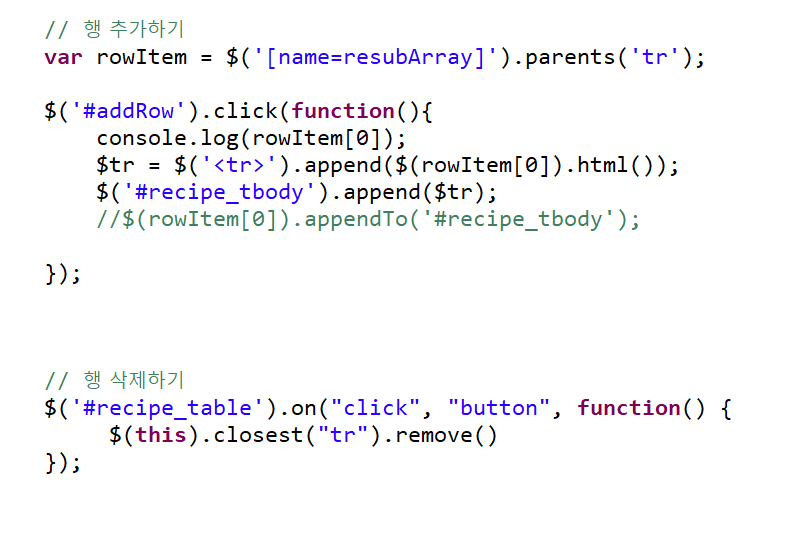 // 행 추가하기
var rowItem = $('[name=resubArray]').parents('tr');
$('#addRow').click(function(){
console.log(rowItem[0]);
$tr = $('<tr>').append($(rowItem[0]).html());
$('#recipe_tbody').append($tr);
//$(rowItem[0]).appendTo('#recipe_tbody');
});
// 행 삭제하기
$('#recipe_table').on("click", "button", function() {
$(this).closest("tr").remove()
});